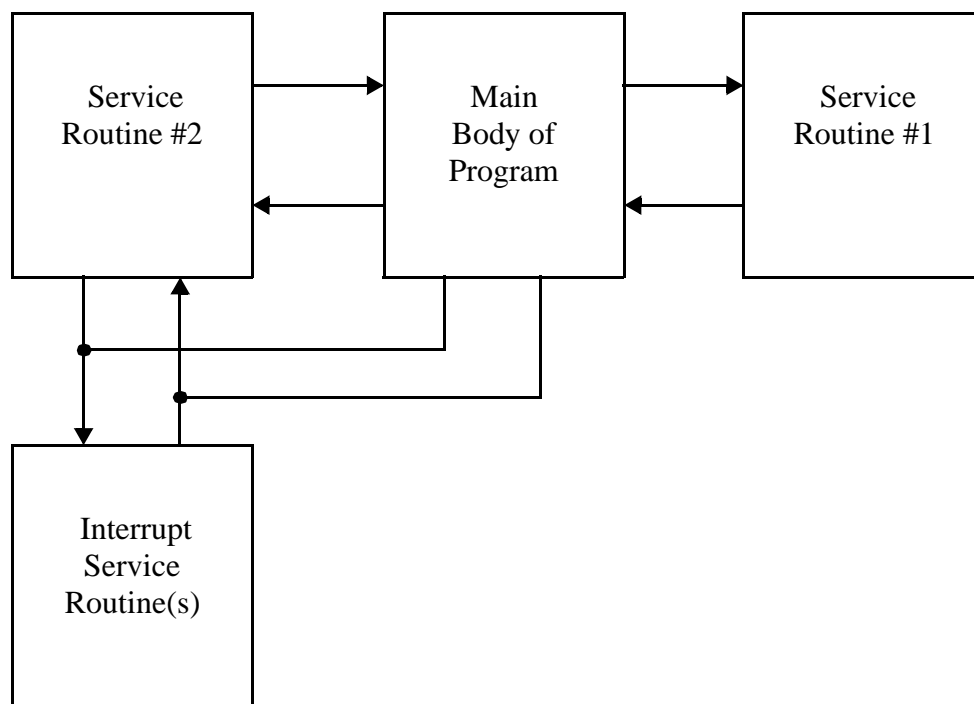 Service
Routine #2
Main
Body of
Program
Service
Routine #1
Interrupt
Service
Routine(s)